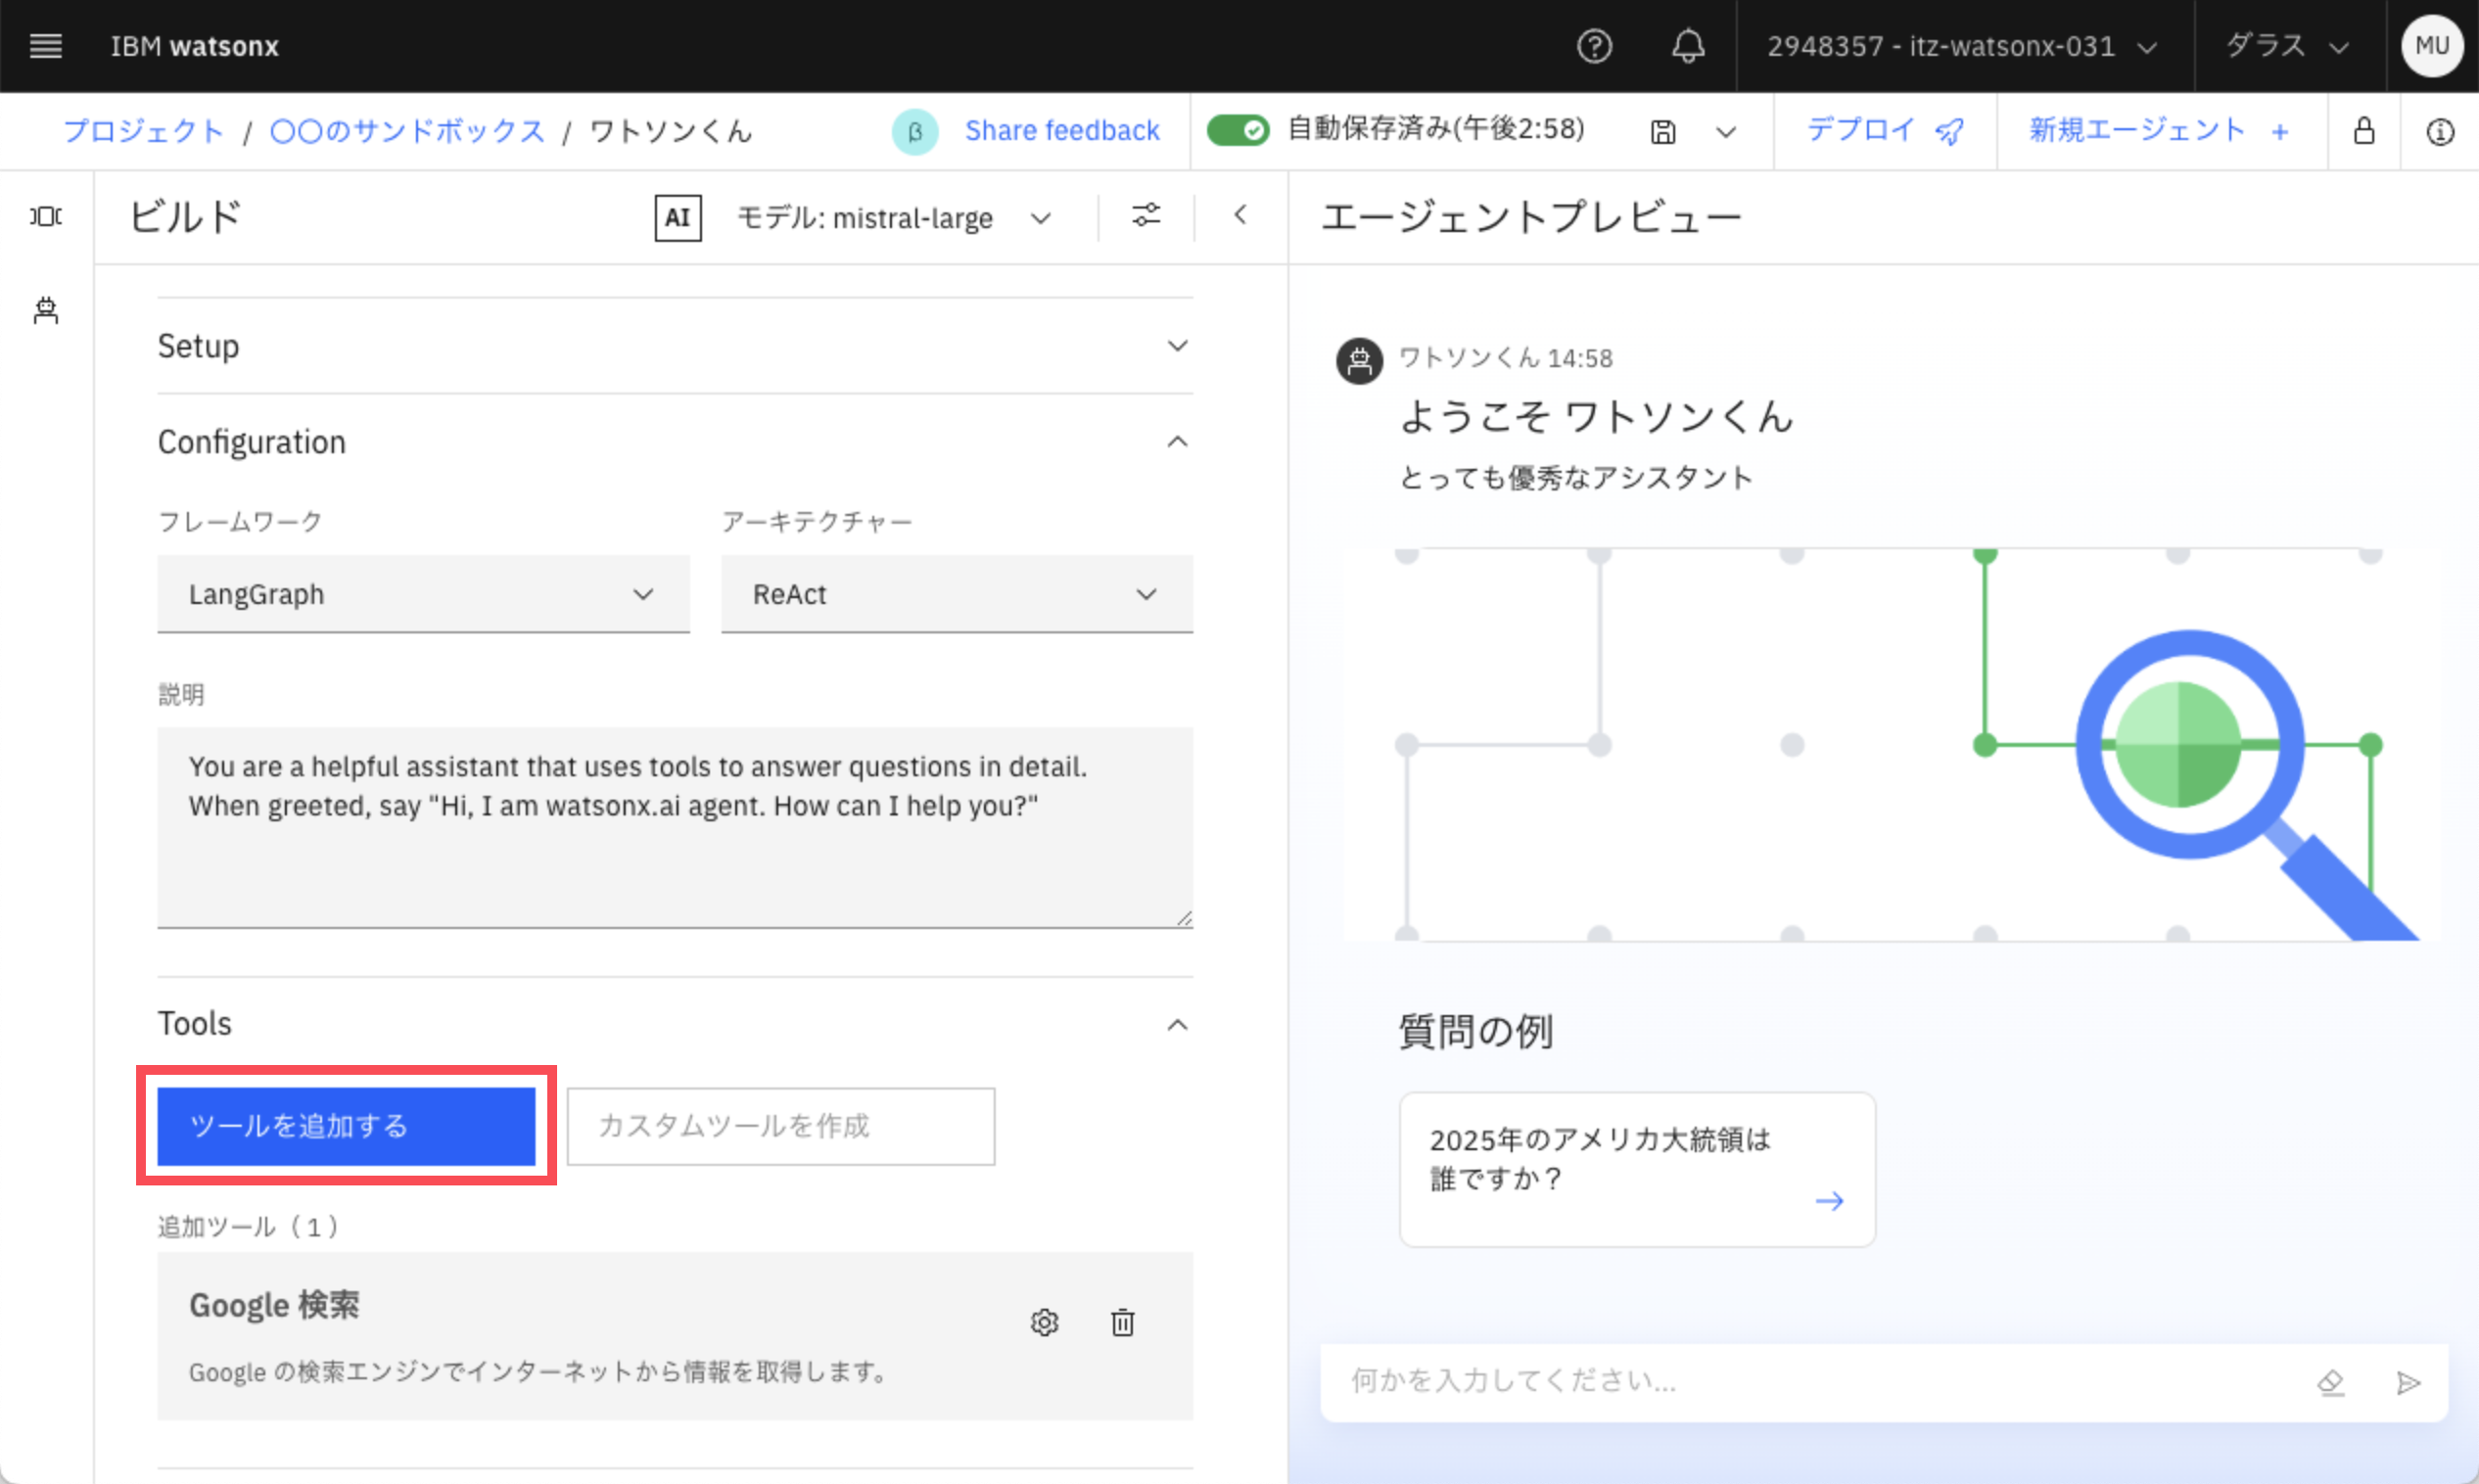 IBM watsonx
2948357 - itz-watsonx-031
ダラス
MU
プロジェクト / 〇〇のサンドボックス / ワトソンくん
β
Share feedback
自動保存済み(午後2:58)
デプロイ
新規エージェント +
ビルド
AI
モデル: mistral-large
Setup
Configuration
フレームワーク
アーキテクチャー
LangGraph
ReAct
説明
You are a helpful assistant that uses tools to answer questions in detail.
When greeted, say "Hi, I am watsonx.ai agent. How can I help you?"
Tools
ツールを追加する
カスタムツールを作成
追加ツール（1）
Google 検索
Google の検索エンジンでインターネットから情報を取得します。
エージェントプレビュー
ワトソンくん 14:58
ようこそ ワトソンくん
とっても優秀なアシスタント
質問の例
2025年のアメリカ大統領は
誰ですか？
何かを入力してください...